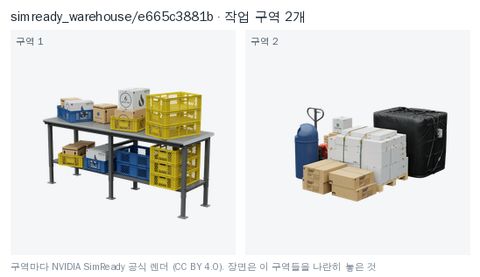 simready_warehouse/e665c3881b · 작업 구역 2개
구역 1
구역 2
구역마다 NVIDIA SimReady 공식 렌더 (CC BY 4.0). 장면은 이 구역들을 나란히 놓은 것